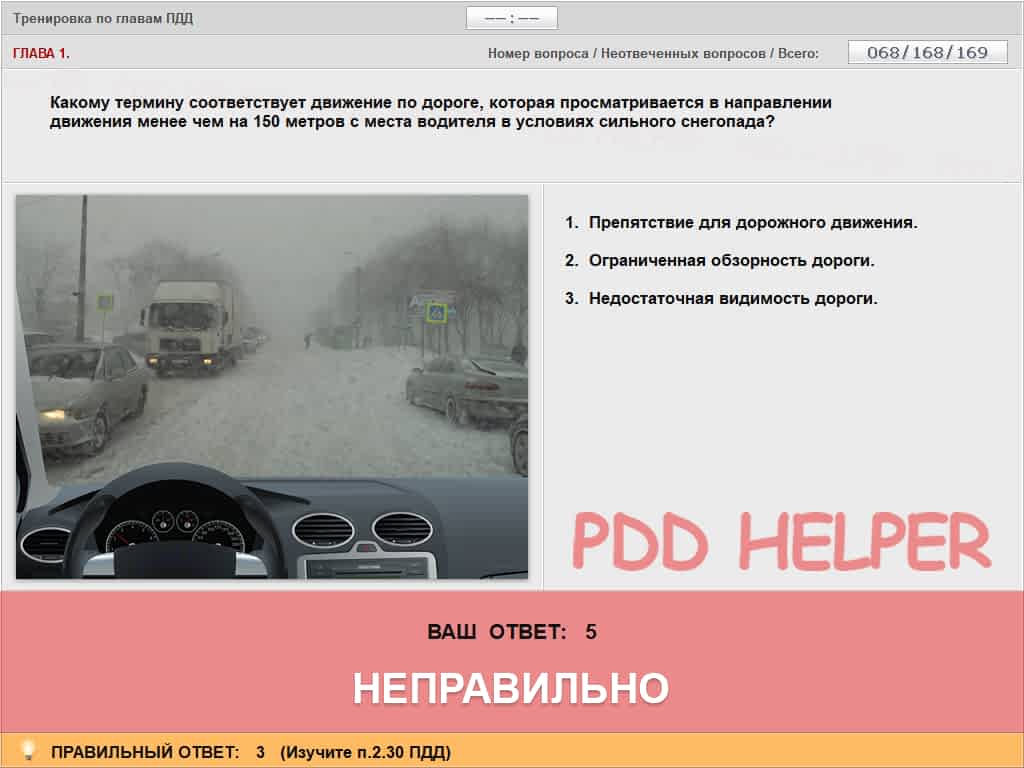 Тренировка по главам ПДД
—— : ——
ГЛАВА 1.
Номер вопроса / Неотвеченных вопросов / Всего:
068/168/169
Какому термину соответствует движение по дороге, которая просматривается в направлении
движения менее чем на 150 метров с места водителя в условиях сильного снегопада?
1. Препятствие для дорожного движения.
2. Ограниченная обзорность дороги.
3. Недостаточная видимость дороги.
PDD HELPER
ВАШ ОТВЕТ: 5
НЕПРАВИЛЬНО
ПРАВИЛЬНЫЙ ОТВЕТ: 3 (Изучите п.2.30 ПДД)